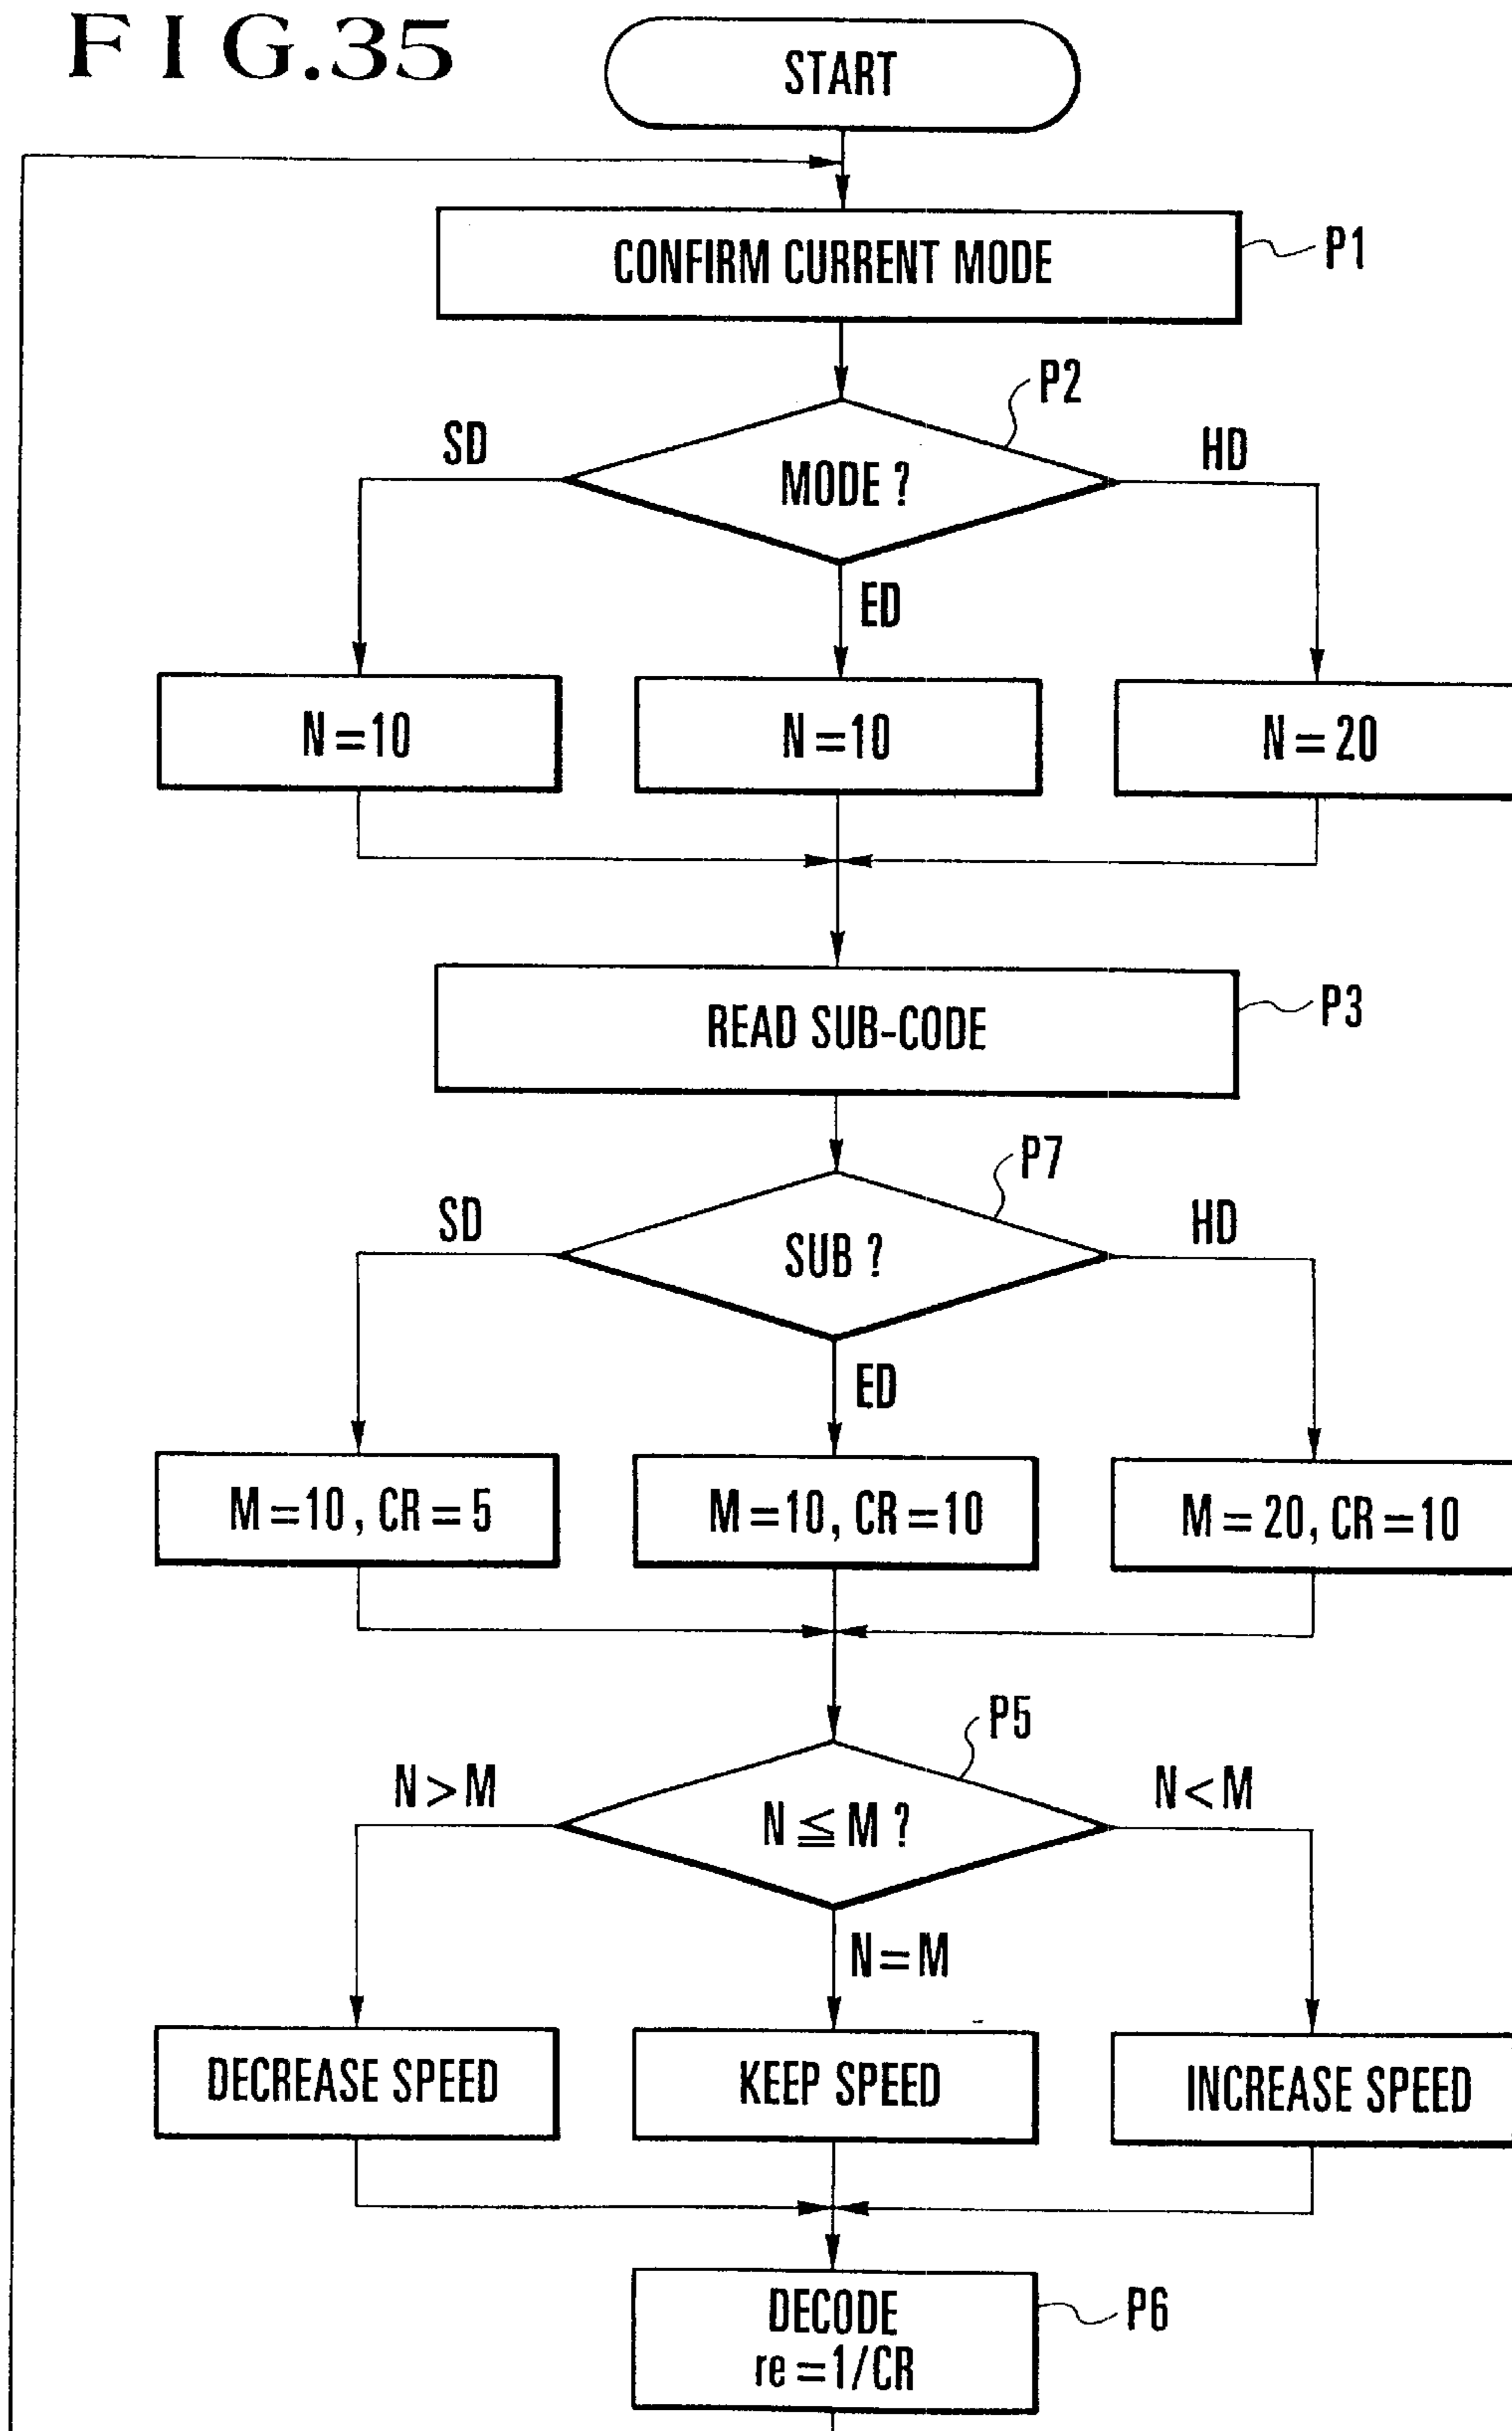 FIG.35
START
CONFIRM CURRENT MODE
P1
P2
SD
MODE ?
HD
ED
N=10
N=10
N=20
READ SUB-CODE
P3
P7
SD
SUB ?
HD
ED
M=10, CR=5
M=10, CR=10
M=20, CR=10
P5
N>M
N≦M ?
N<M
N=M
DECREASE SPEED
KEEP SPEED
INCREASE SPEED
DECODE
re=1/CR
P6